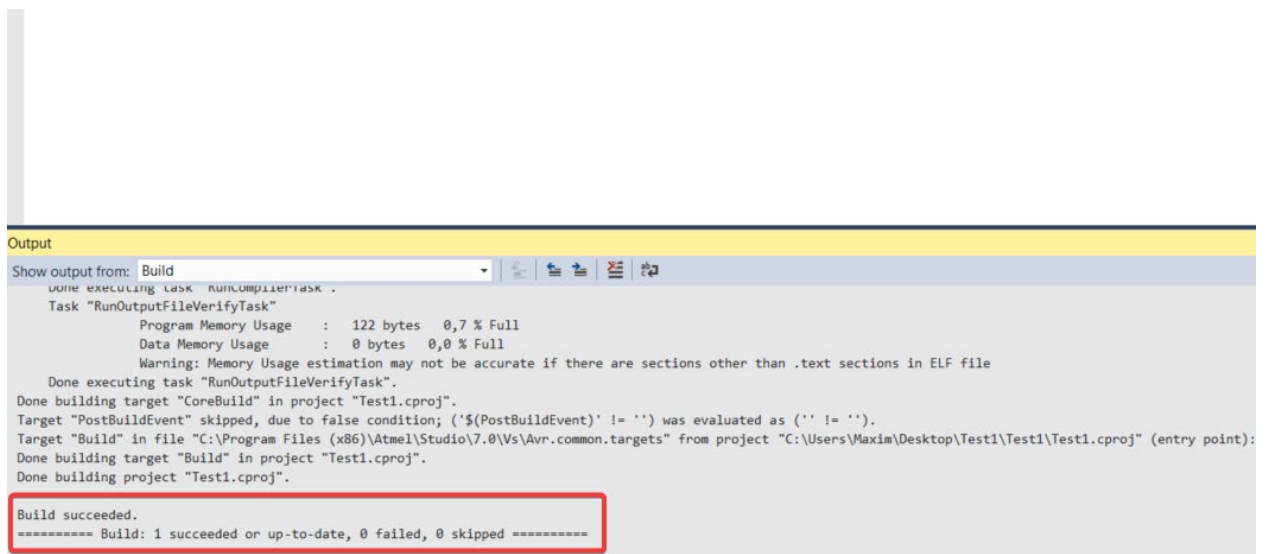 Output
Show output from: Build
Done executing task "RunCompilerTask".
Task "RunOutputFileVerifyTask"
Program Memory Usage : 122 bytes 0,7 % Full
Data Memory Usage : 0 bytes 0,0 % Full
Warning: Memory Usage estimation may not be accurate if there are sections other than .text sections in ELF file
Done executing task "RunOutputFileVerifyTask".
Done building target "CoreBuild" in project "Test1.cproj".
Target "PostBuildEvent" skipped, due to false condition; ('$(PostBuildEvent)' != '') was evaluated as ('' != '').
Target "Build" in file "C:\Program Files (x86)\Atmel\Studio\7.0\Vs\Avr.common.targets" from project "C:\Users\Maxim\Desktop\Test1\Test1\Test1.cproj" (entry point):
Done building target "Build" in project "Test1.cproj".
Done building project "Test1.cproj".
Build succeeded.
========== Build: 1 succeeded or up-to-date, 0 failed, 0 skipped ==========